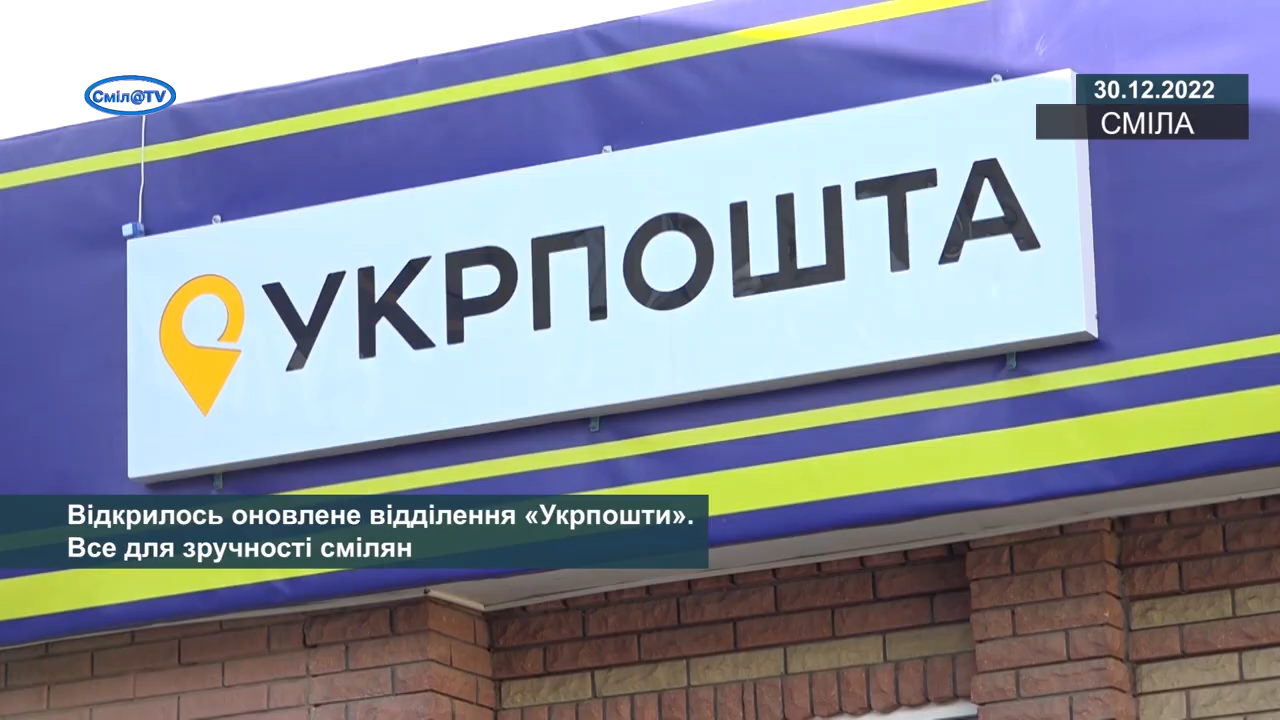 Сміл@TV
30.12.2022
СМІЛА
УКРПОШТА
Відкрилось оновлене відділення «Укрпошти».
Все для зручності смілян